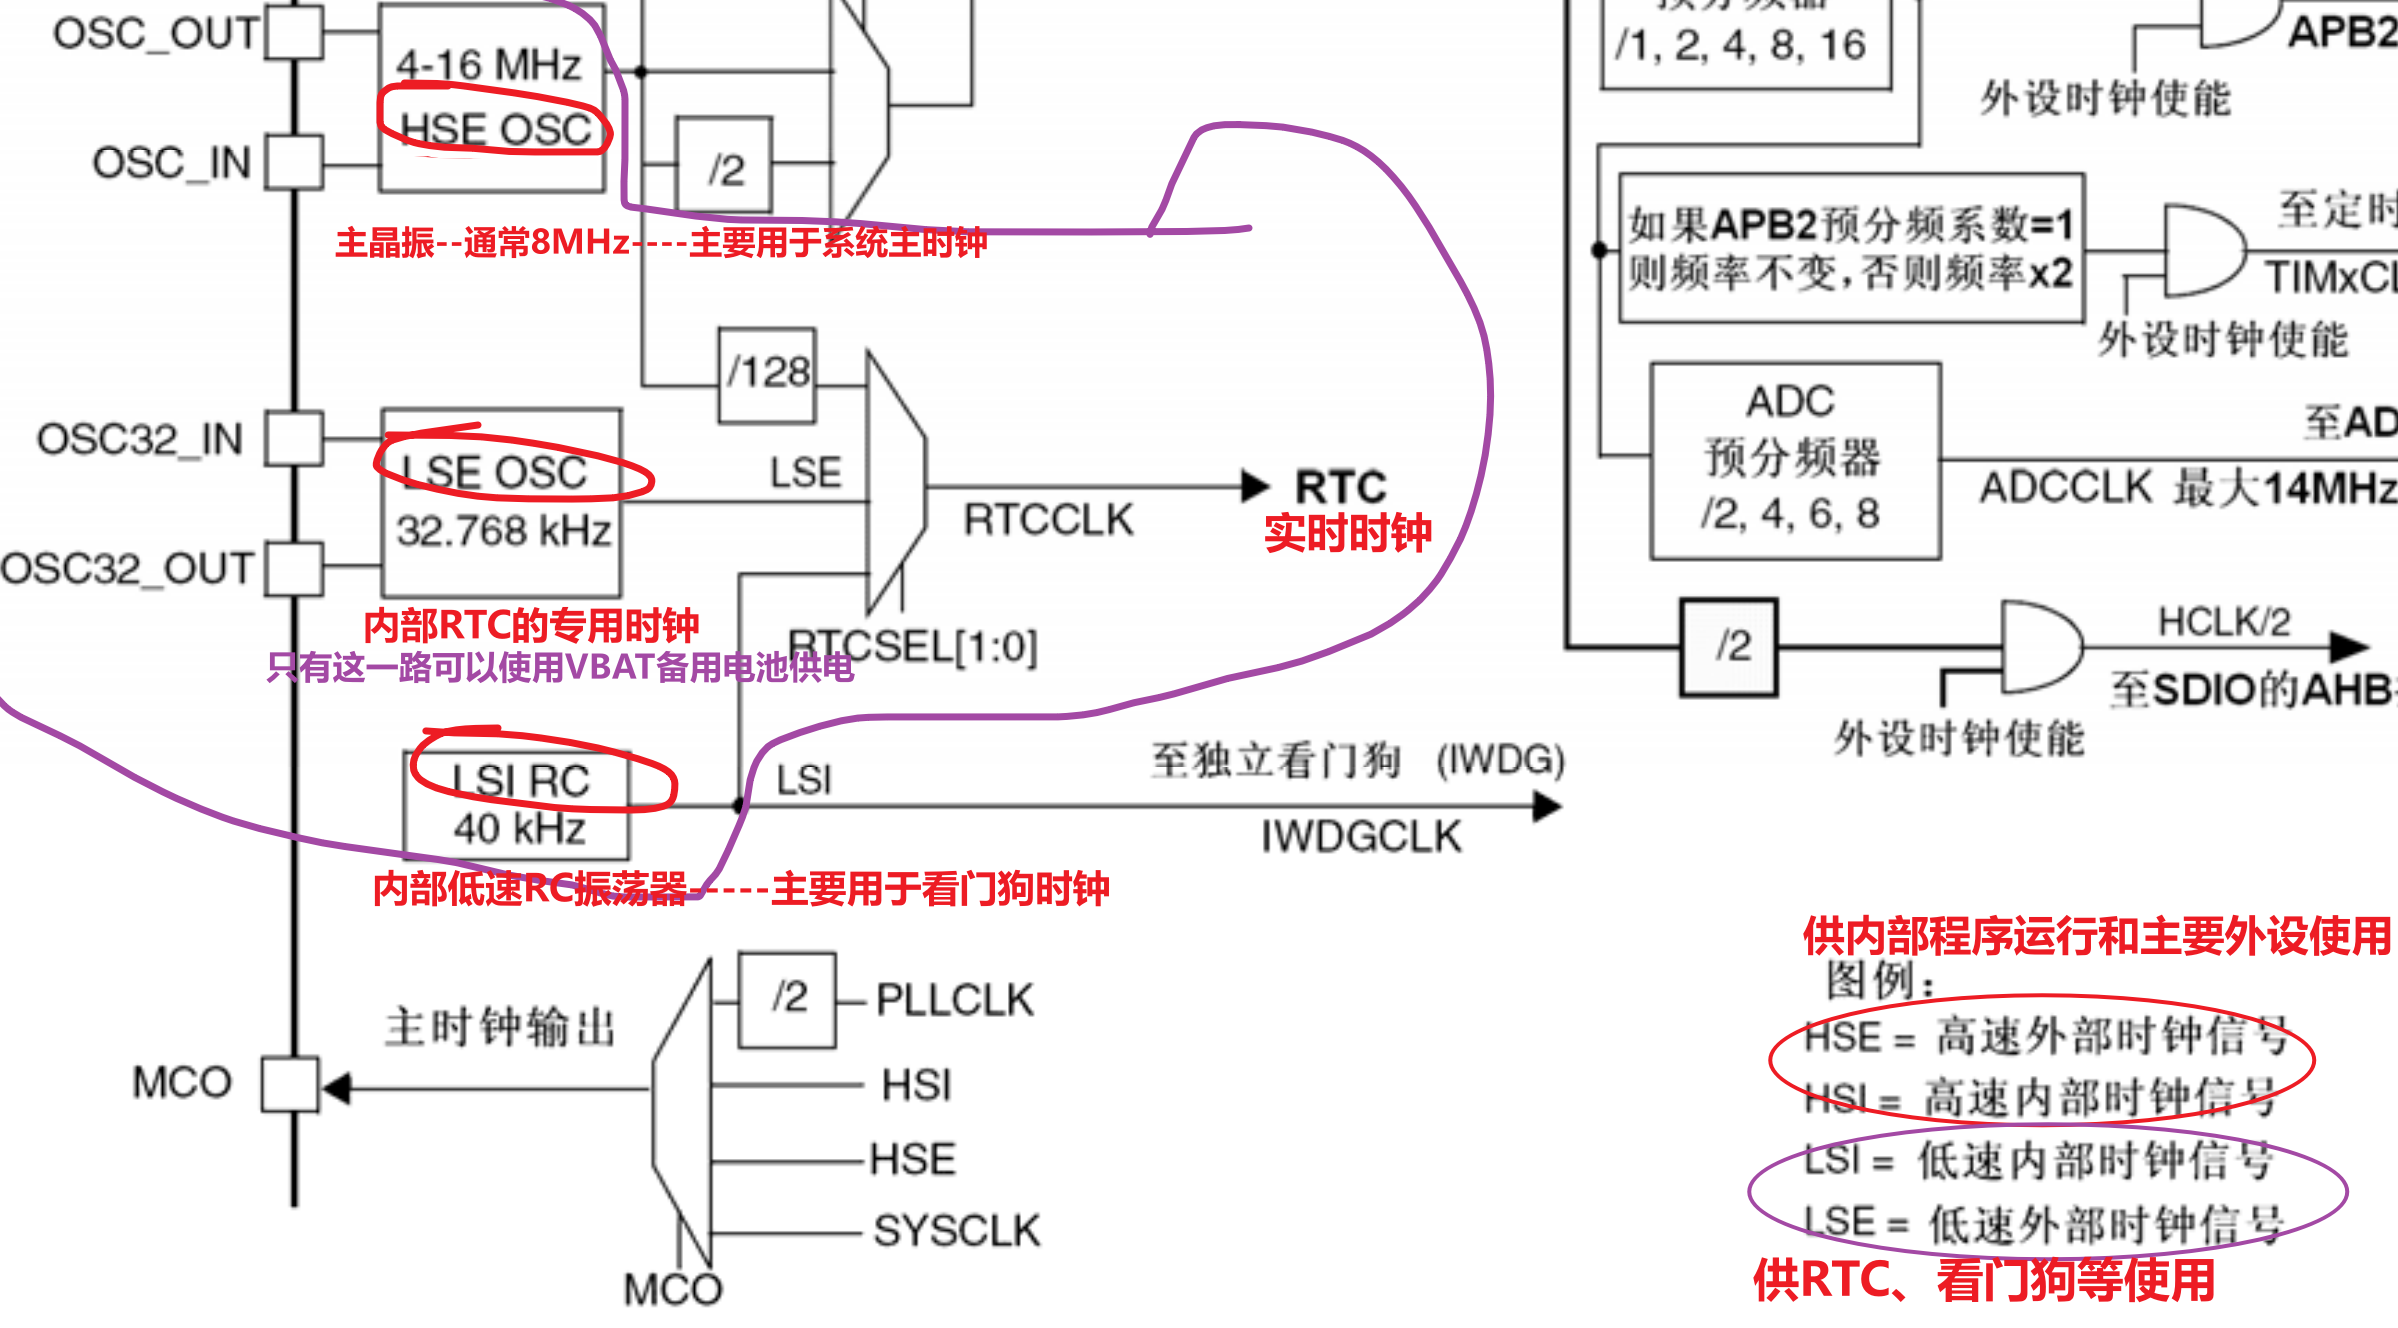 OSC_OUT
4-16 MHz
HSE OSC
OSC_IN
/2
主晶振--通常8MHz----主要用于系统主时钟
/128
OSC32_IN
LSE OSC
32.768 kHz
OSC32_OUT
LSE
RTCCLK
RTC
实时时钟
内部RTC的专用时钟
RTCSEL[1:0]
只有这一路可以使用VBAT备用电池供电
LSI RC
40 kHz
LSI
至独立看门狗 (IWDG)
IWDGCLK
内部低速RC振荡器-----主要用于看门狗时钟
主时钟输出
MCO
/2
PLLCLK
HSI
HSE
SYSCLK
MCO
预分频器
/1, 2, 4, 8, 16
APB2
外设时钟使能
如果APB2预分频系数=1
则频率不变,否则频率x2
至定时
TIMxCL
外设时钟使能
ADC
预分频器
/2, 4, 6, 8
至AD
ADCCLK 最大14MHz
/2
HCLK/2
至SDIO的AHB
外设时钟使能
供内部程序运行和主要外设使用
图例:
HSE = 高速外部时钟信号
HSI = 高速内部时钟信号
LSI = 低速内部时钟信号
LSE = 低速外部时钟信号
供RTC、看门狗等使用